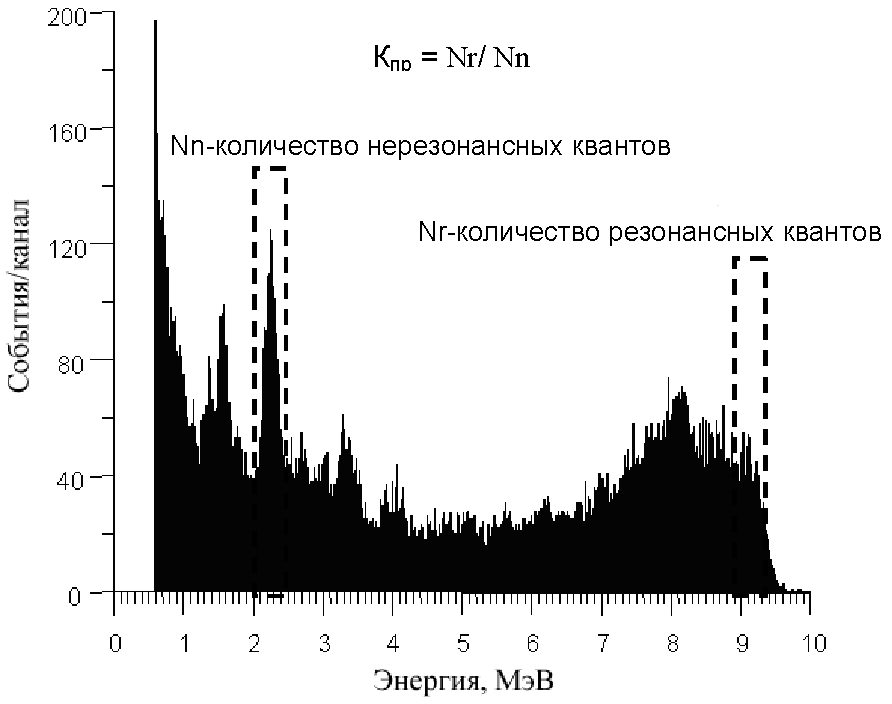 200
Кпр = Nr/ Nn
160
Nn-количество нерезонансных квантов
Nr-количество резонансных квантов
120
События/канал
80
40
0
0 1 2 3 4 5 6 7 8 9 10
Энергия, МэВ